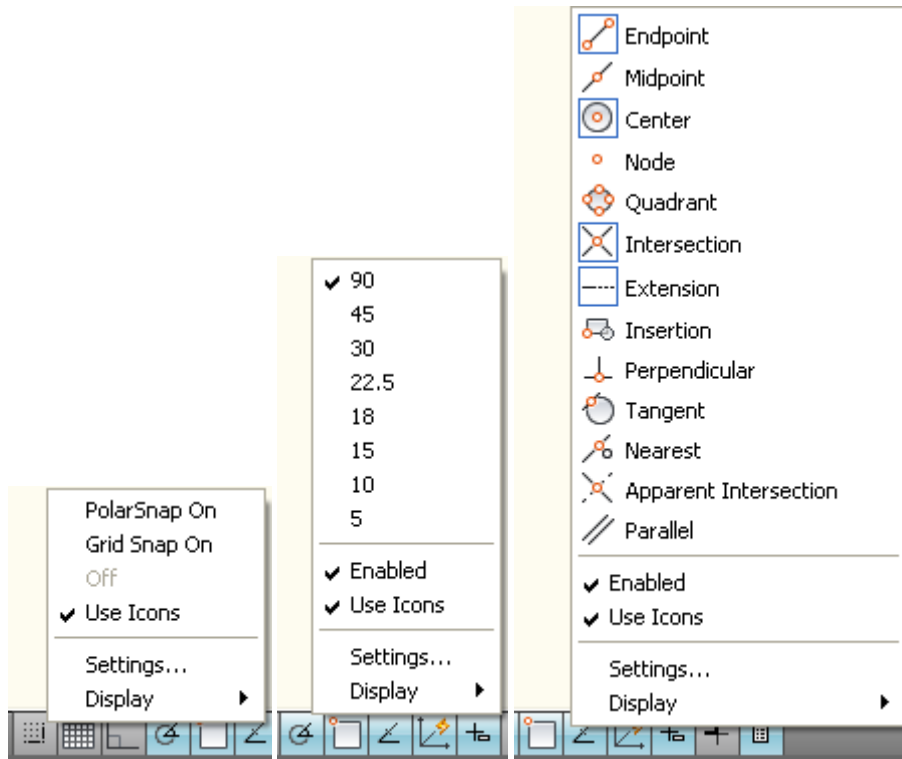 PolarSnap On
Grid Snap On
Off
Use Icons
Settings...
Display
90
45
30
22.5
18
15
10
5
Enabled
Use Icons
Settings...
Display
Endpoint
Midpoint
Center
Node
Quadrant
Intersection
Extension
Insertion
Perpendicular
Tangent
Nearest
Apparent Intersection
Parallel
Enabled
Use Icons
Settings...
Display